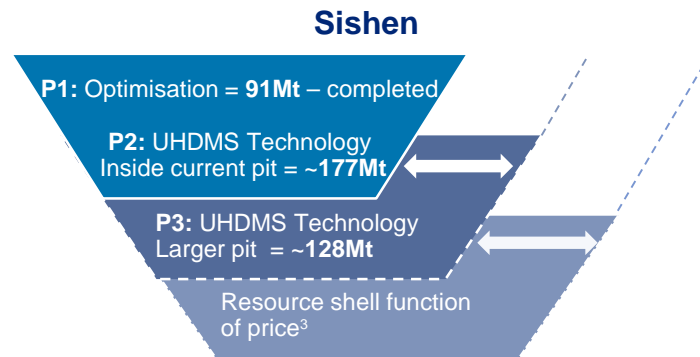 Sishen
P1: Optimisation = 91Mt – completed
P2: UHDMS Technology
Inside current pit = ~177Mt
P3: UHDMS Technology
Larger pit = ~128Mt
Resource shell function
of price³